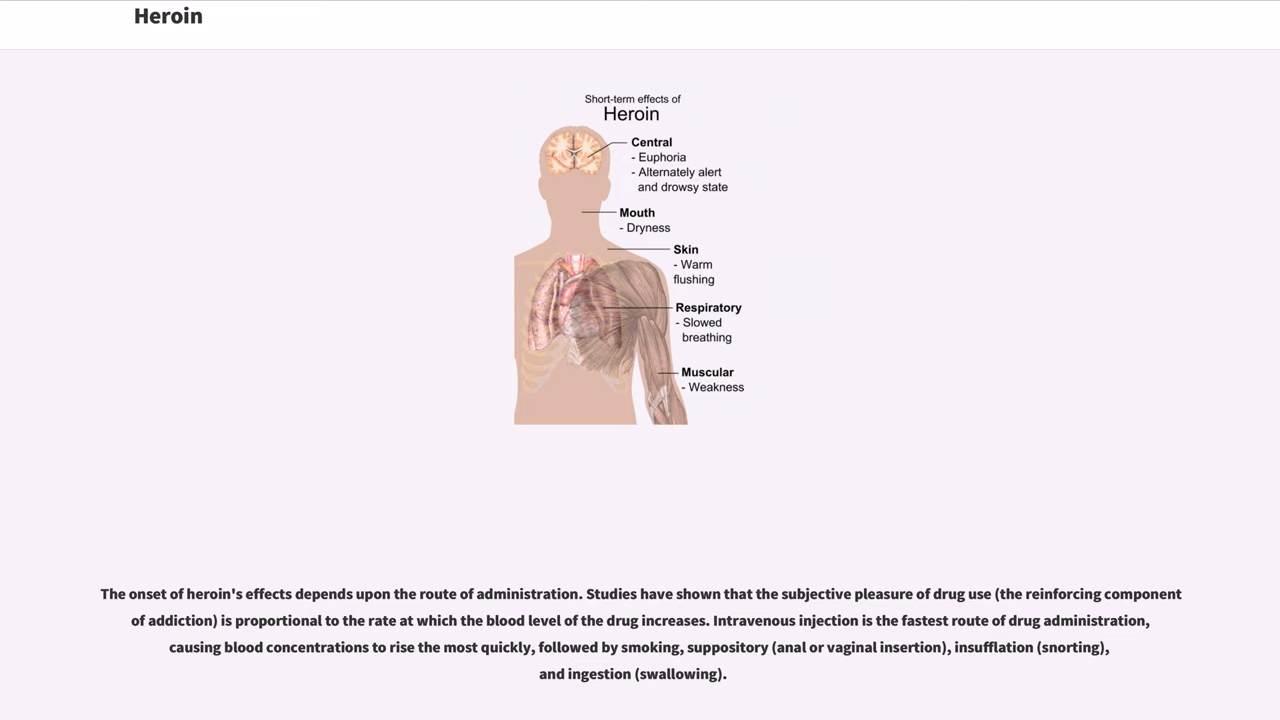 Heroin
Short-term effects of
Heroin
Central
- Euphoria
- Alternately alert
and drowsy state
Mouth
- Dryness
Skin
- Warm
flushing
Respiratory
- Slowed
breathing
Muscular
- Weakness
The onset of heroin's effects depends upon the route of administration. Studies have shown that the subjective pleasure of drug use (the reinforcing component
of addiction) is proportional to the rate at which the blood level of the drug increases. Intravenous injection is the fastest route of drug administration,
causing blood concentrations to rise the most quickly, followed by smoking, suppository (anal or vaginal insertion), insufflation (snorting),
and ingestion (swallowing).